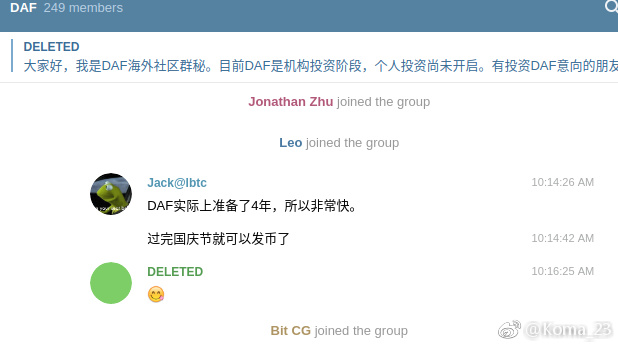 DAF 249 members
DELETED
大家好，我是DAF海外社区群秘。目前DAF是机构投资阶段，个人投资尚未开启。有投资DAF意向的朋友
Jonathan Zhu joined the group
Leo joined the group
Jack@lbtc 10:14:26 AM
DAF实际上准备了4年，所以非常快。
过完国庆节就可以发币了 10:14:42 AM
DELETED 10:16:25 AM
😋
Bit CG joined the group
@koma_23